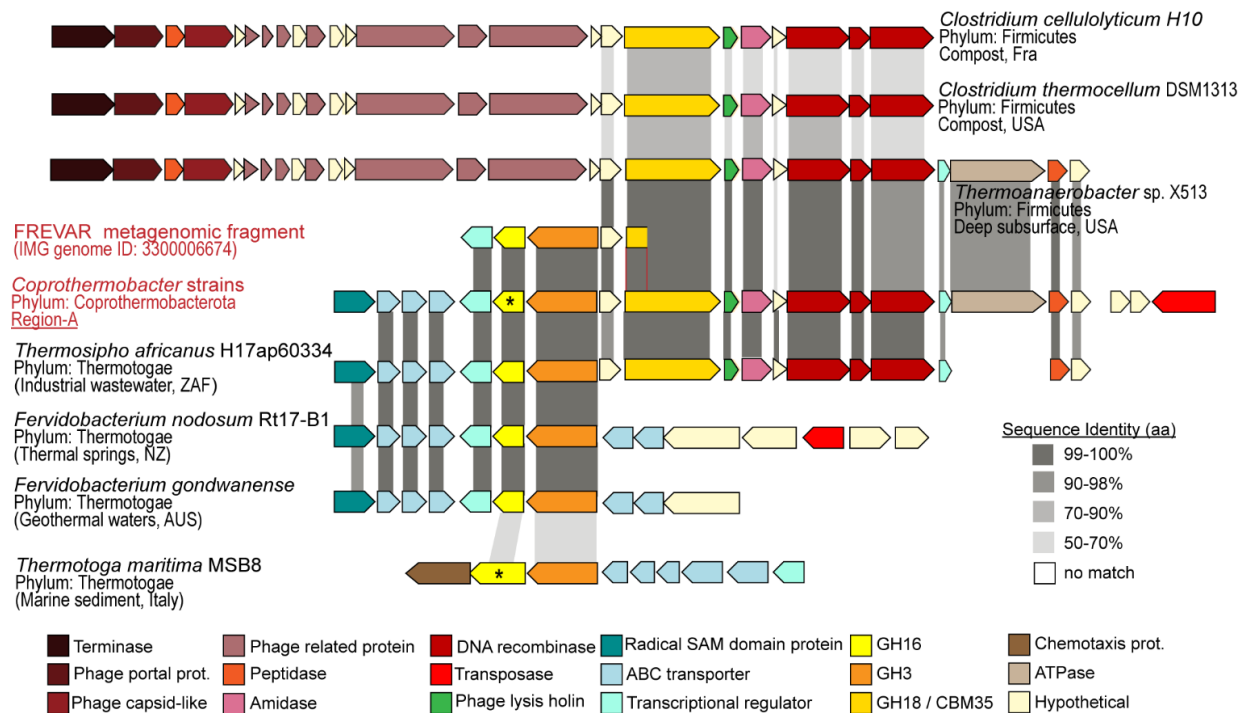 Clostridium cellulolyticum H10
Phylum: Firmicutes
Compost, Fra
Clostridium thermocellum DSM1313
Phylum: Firmicutes
Compost, USA
Thermoanaerobacter sp. X513
Phylum: Firmicutes
Deep subsurface, USA
FREVAR metagenomic fragment
(IMG genome ID: 3300006674)
Coprothermobacter strains
Phylum: Coprothermobacterota
Region-A
*
Thermosipho africanus H17ap60334
Phylum: Thermotogae
(Industrial wastewater, ZAF)
Fervidobacterium nodosum Rt17-B1
Phylum: Thermotogae
(Thermal springs, NZ)
Fervidobacterium gondwanense
Phylum: Thermotogae
(Geothermal waters, AUS)
Thermotoga maritima MSB8
Phylum: Thermotogae
(Marine sediment, Italy)
*
Sequence Identity (aa)
99-100%
90-98%
70-90%
50-70%
no match
Terminase
Phage related protein
DNA recombinase
Radical SAM domain protein
GH16
Chemotaxis prot.
Phage portal prot.
Peptidase
Transposase
ABC transporter
GH3
ATPase
Phage capsid-like
Amidase
Phage lysis holin
Transcriptional regulator
GH18 / CBM35
Hypothetical